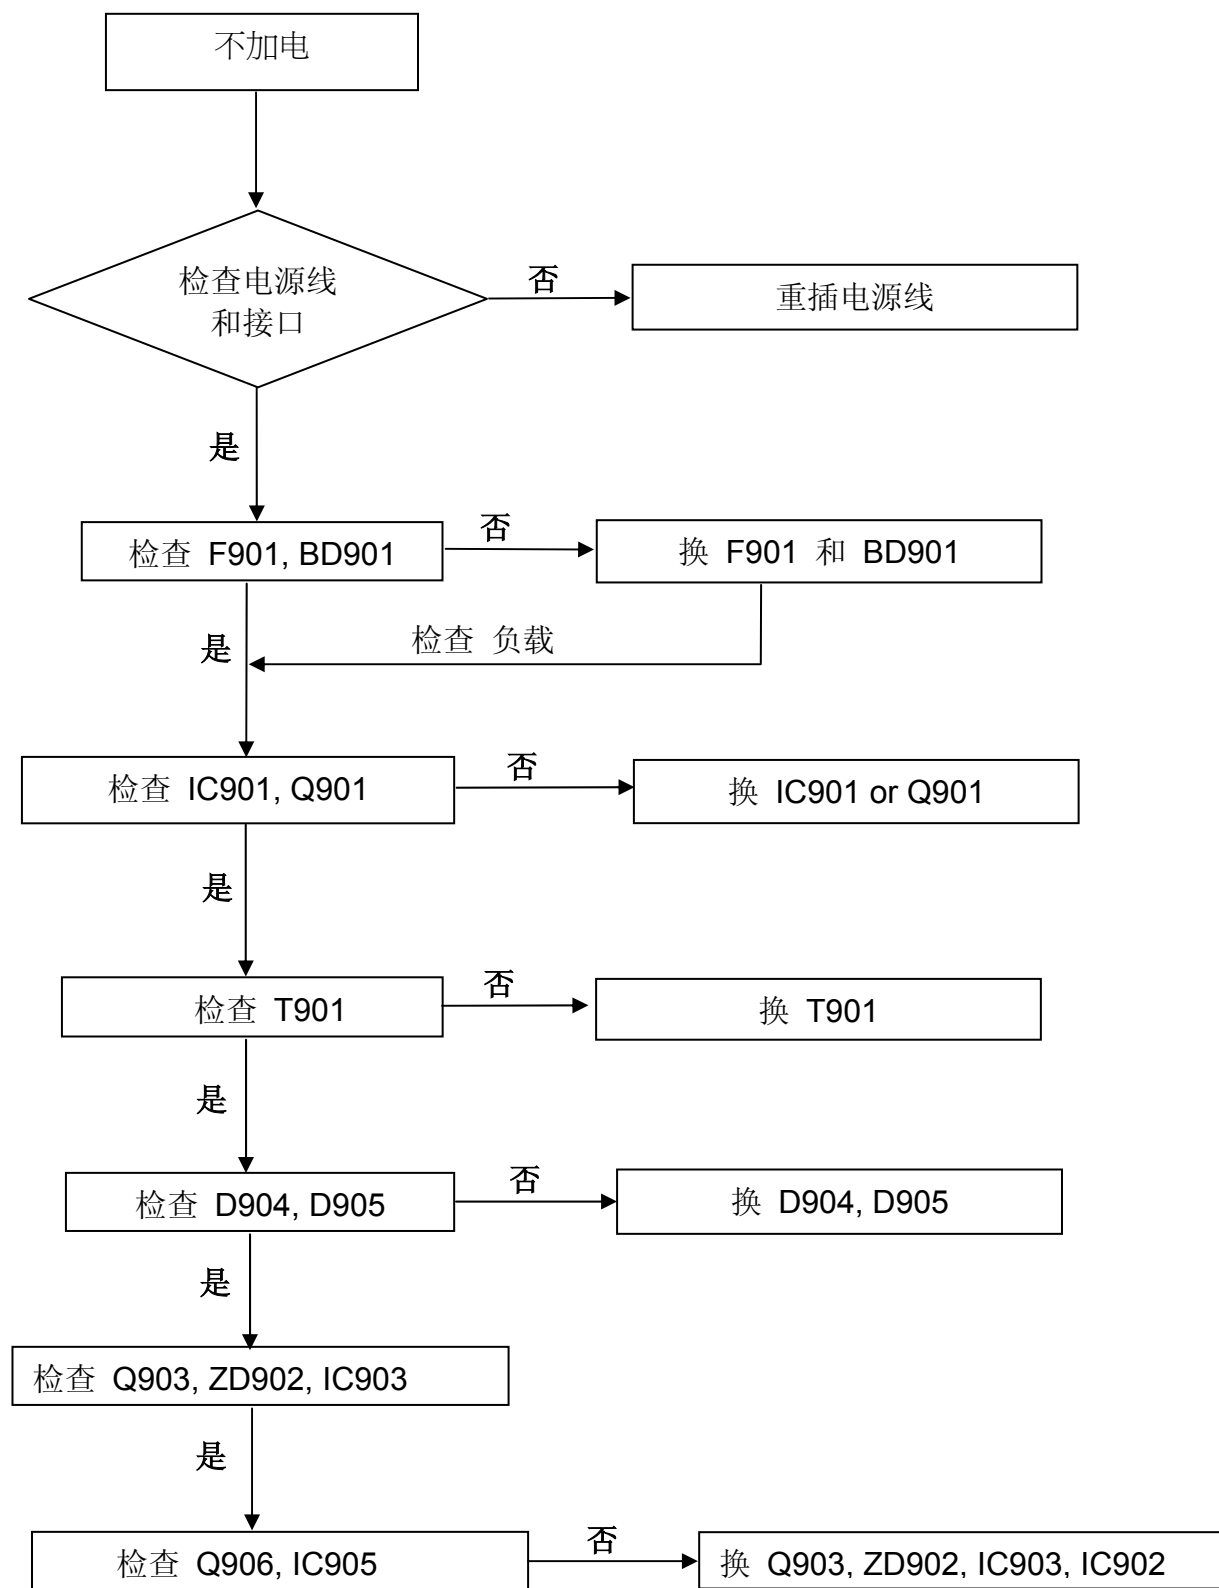 不加电
检查电源线
和接口
否
重插电源线
是
检查 F901, BD901
否
换 F901 和 BD901
是
检查 负载
检查 IC901, Q901
否
换 IC901 or Q901
是
检查 T901
否
换 T901
是
检查 D904, D905
否
换 D904, D905
是
检查 Q903, ZD902, IC903
是
检查 Q906, IC905
否
换 Q903, ZD902, IC903, IC902